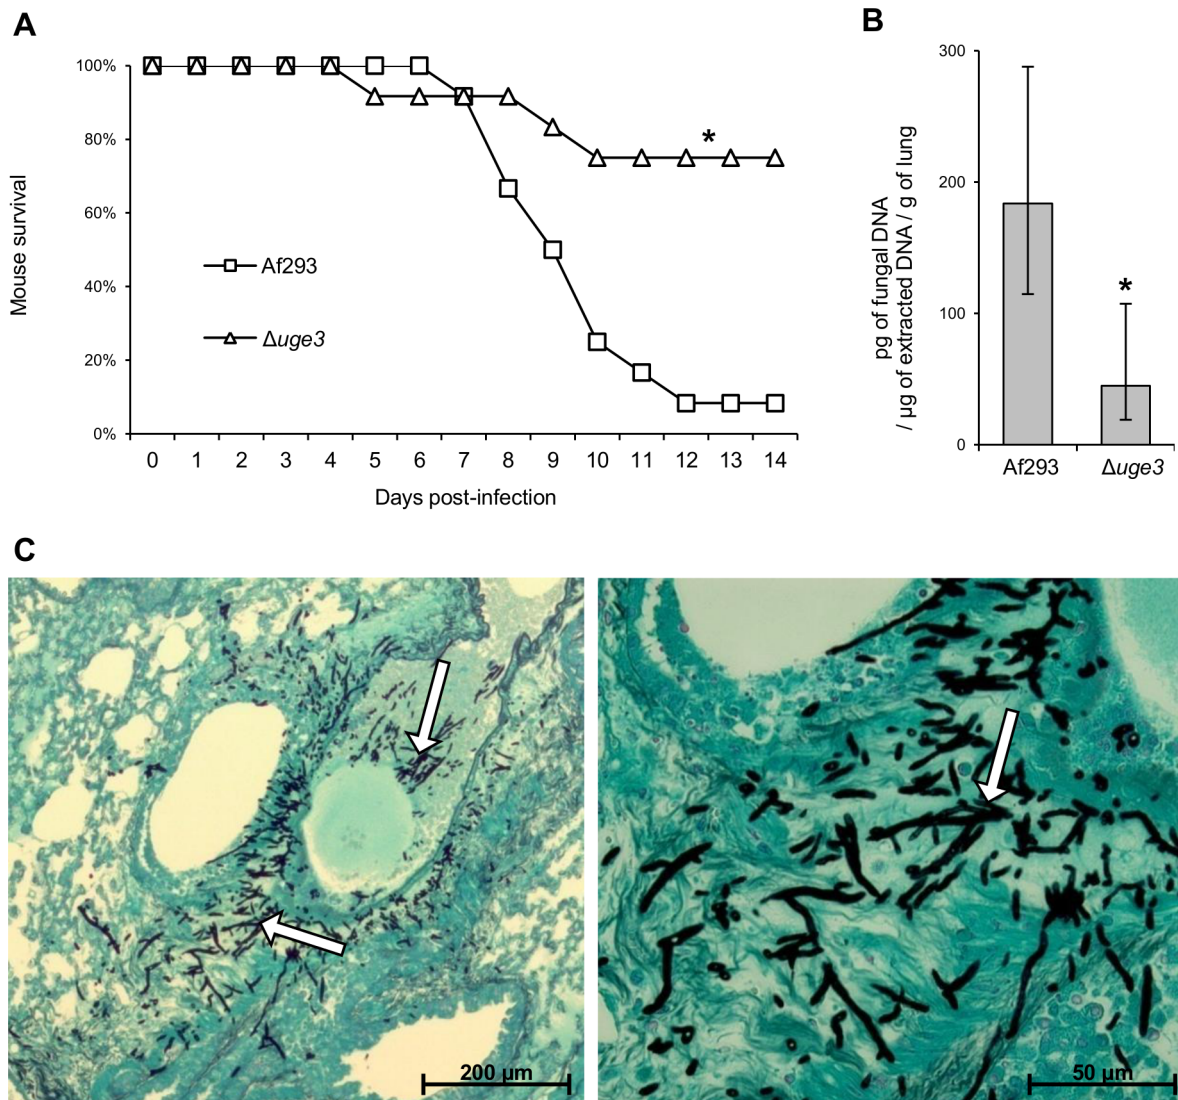 A
100%
80%
60%
40%
20%
0%
Mouse survival
Af293
Δuge3
*
0 1 2 3 4 5 6 7 8 9 10 11 12 13 14
Days post-infection
B
300
200
100
0
pg of fungal DNA
/ µg of extracted DNA / g of lung
*
Af293 Δuge3
C
200 µm
50 µm